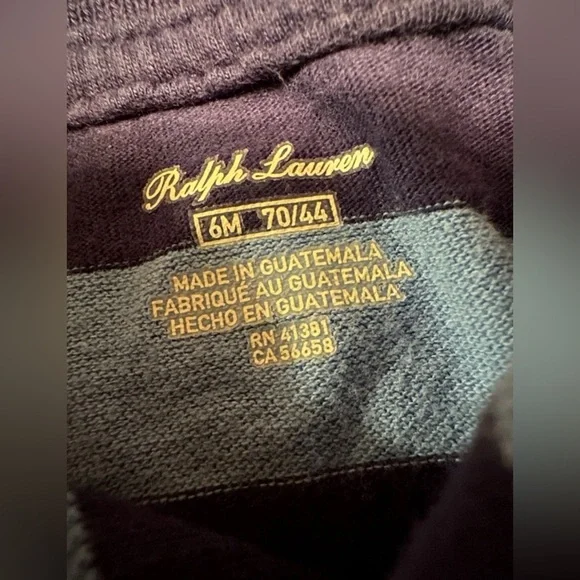 Ralph Lauren
6M 70/44
MADE IN GUATEMALA
FABRIQUÉ AU GUATEMALA
HECHO EN GUATEMALA
RN 41381
CA 56658